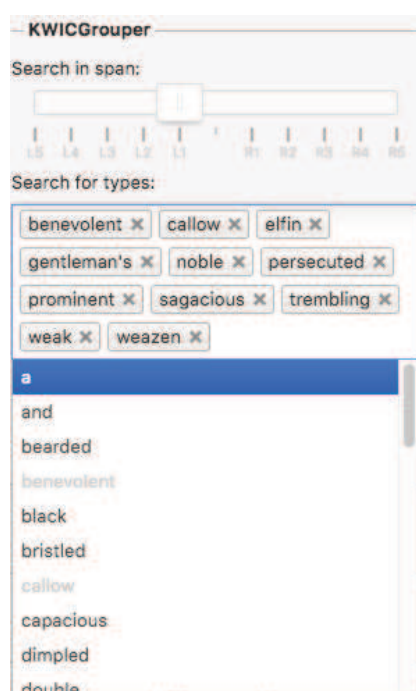 KWICGrouper
Search in span:
L5 L4 L3 L2 L1 R1 R2 R3 R4 R5
Search for types:
benevolent × callow × elfin ×
gentleman's × noble × persecuted ×
prominent × sagacious × trembling ×
weak × weazen ×
a
and
bearded
benevolent
black
bristled
callow
capacious
dimpled
double